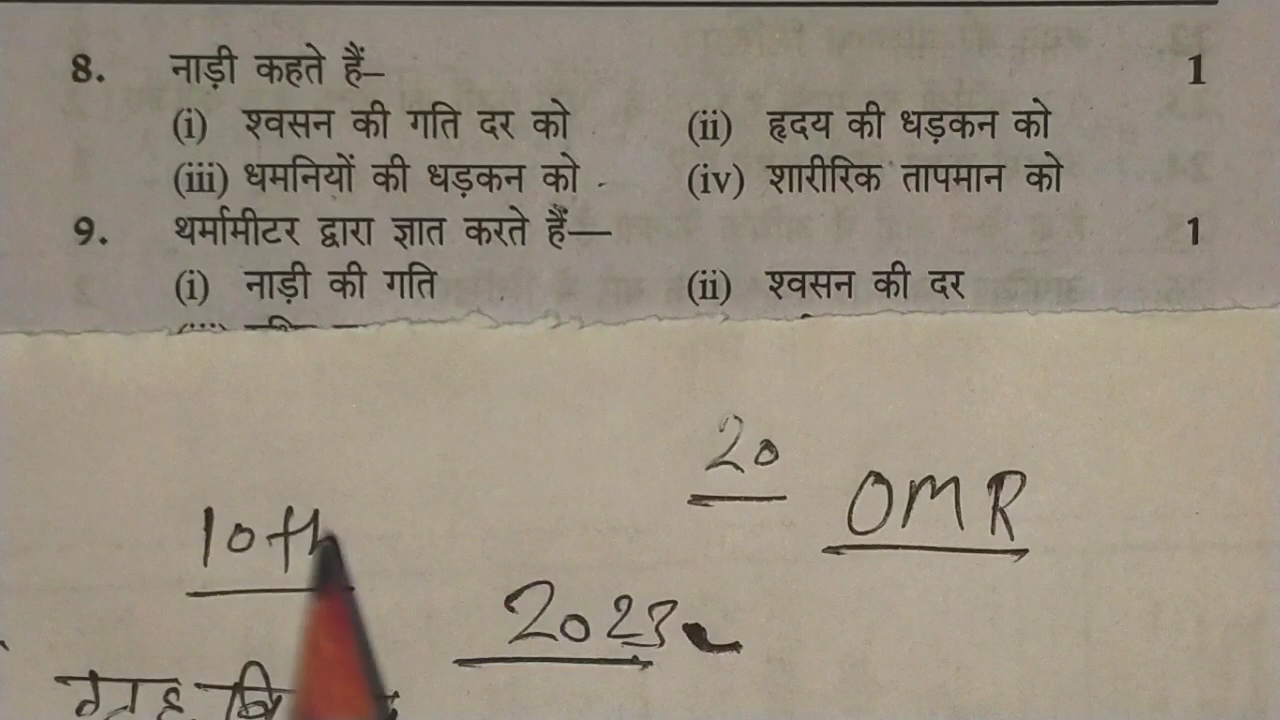 8. नाड़ी कहते हैं– 1
(i) श्वसन की गति दर को (ii) हृदय की धड़कन को
(iii) धमनियों की धड़कन को (iv) शारीरिक तापमान को
9. थर्मामीटर द्वारा ज्ञात करते हैं— 1
(i) नाड़ी की गति (ii) श्वसन की दर
20
OMR
10th
2023